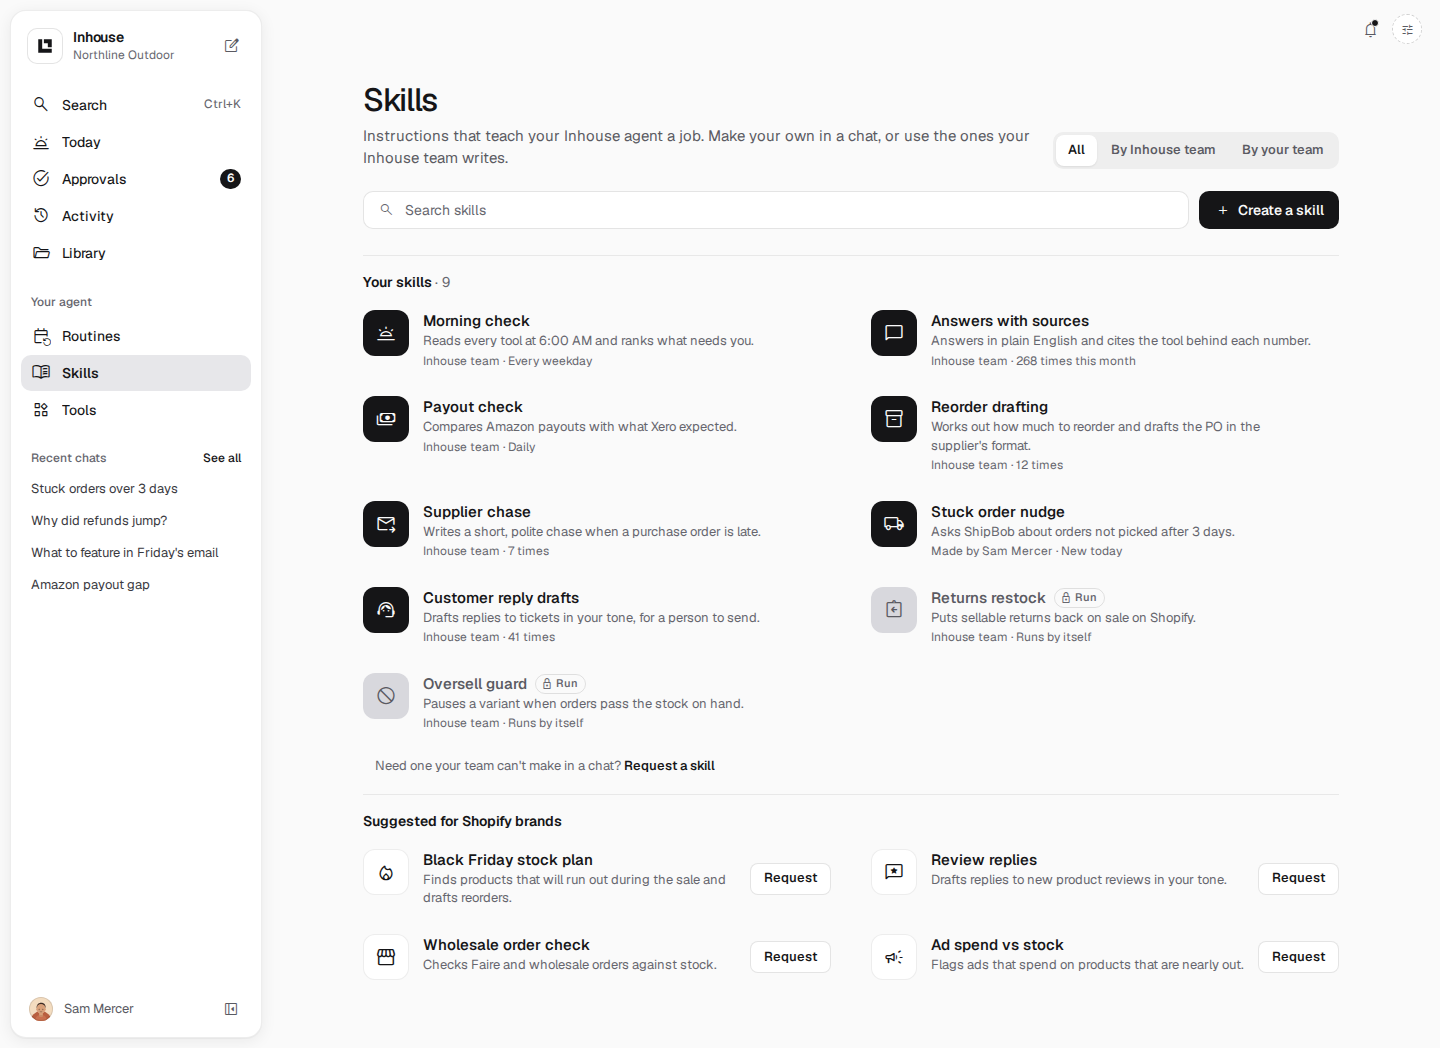 Inhouse
Northline Outdoor
Search Ctrl+K
Today
Approvals 6
Activity
Library
Your agent
Routines
Skills
Tools
Recent chats See all
Stuck orders over 3 days
Why did refunds jump?
What to feature in Friday's email
Amazon payout gap
Sam Mercer
Skills
Instructions that teach your Inhouse agent a job. Make your own in a chat, or use the ones your
Inhouse team writes.
All By Inhouse team By your team
Search skills
+ Create a skill
Your skills · 9
Morning check
Reads every tool at 6:00 AM and ranks what needs you.
Inhouse team · Every weekday
Answers with sources
Answers in plain English and cites the tool behind each number.
Inhouse team · 268 times this month
Payout check
Compares Amazon payouts with what Xero expected.
Inhouse team · Daily
Reorder drafting
Works out how much to reorder and drafts the PO in the
supplier's format.
Inhouse team · 12 times
Supplier chase
Writes a short, polite chase when a purchase order is late.
Inhouse team · 7 times
Stuck order nudge
Asks ShipBob about orders not picked after 3 days.
Made by Sam Mercer · New today
Customer reply drafts
Drafts replies to tickets in your tone, for a person to send.
Inhouse team · 41 times
Returns restock Run
Puts sellable returns back on sale on Shopify.
Inhouse team · Runs by itself
Oversell guard Run
Pauses a variant when orders pass the stock on hand.
Inhouse team · Runs by itself
Need one your team can't make in a chat? Request a skill
Suggested for Shopify brands
Black Friday stock plan
Finds products that will run out during the sale and
drafts reorders.
Request
Review replies
Drafts replies to new product reviews in your tone.
Request
Wholesale order check
Checks Faire and wholesale orders against stock.
Request
Ad spend vs stock
Flags ads that spend on products that are nearly out.
Request